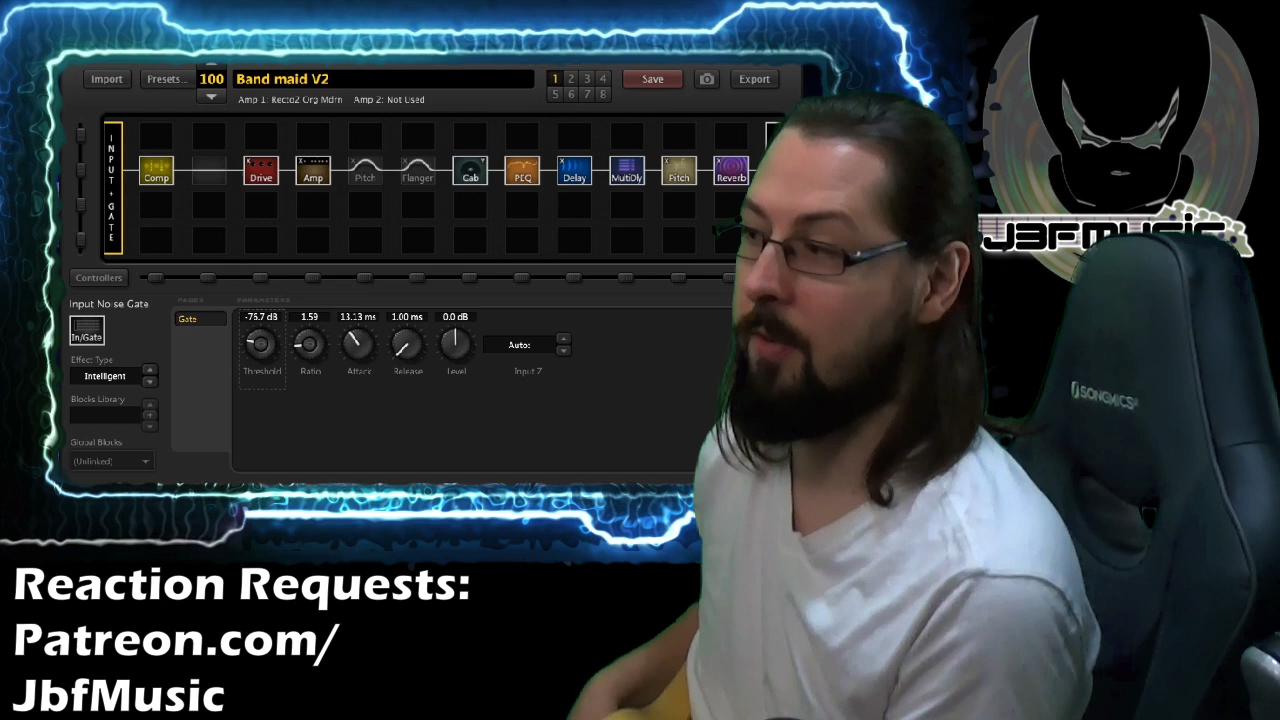 Import
Presets...
100
Band maid V2
1 2 3 4
5 6 7 8
Save
Export
Amp 1: Recto2 Org Mdrn Amp 2: Not Used
INPUT + GATE
Comp
X Drive
X Amp
Pitch
X Flanger
Cab
PEQ
X Delay
MultiDly
X Pitch
X Reverb
Controllers
Input Noise Gate
PAGES
PARAMETERS
In/Gate
Gate
-75.7 dB 1.59 13.13 ms 1.00 ms 0.0 dB
Auto:
Threshold Ratio Attack Release Level Input Z
Effect Type
Intelligent
Blocks Library
Global Blocks
(Unlinked)
JBFMUSIC
SONGMICS
Reaction Requests:
Patreon.com/
JbfMusic